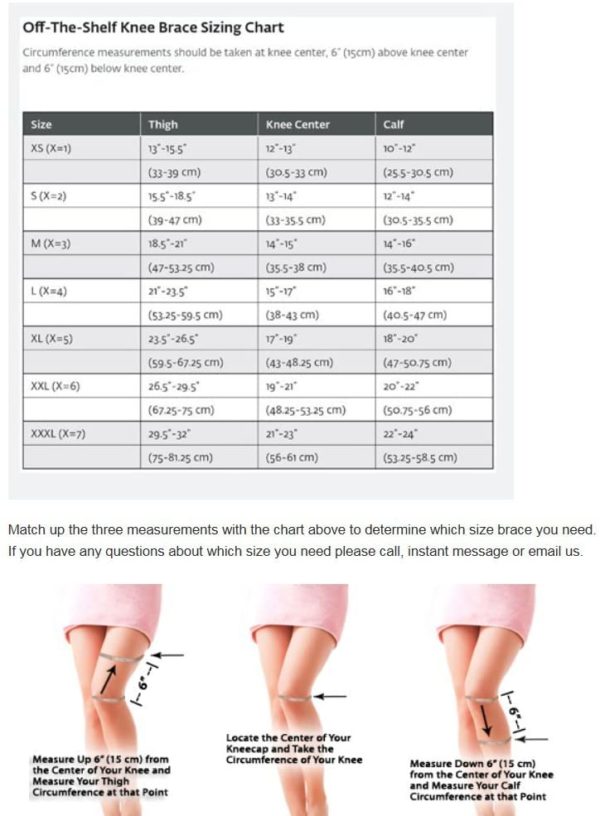 Off-The-Shelf Knee Brace Sizing Chart
Circumference measurements should be taken at knee center, 6" (15cm) above knee center
and 6" (15cm) below knee center.
Size Thigh Knee Center Calf
XS (X=1) 13"-15.5" 12"-13" 10"-12"
(33-39 cm) (30.5-33 cm) (25.5-30.5 cm)
S (X=2) 15.5"-18.5" 13"-14" 12"-14"
(39-47 cm) (33-35.5 cm) (30.5-35.5 cm)
M (X=3) 18.5"-21" 14"-15" 14"-16"
(47-53.25 cm) (35.5-38 cm) (35.5-40.5 cm)
L (X=4) 21"-23.5" 15"-17" 16"-18"
(53.25-59.5 cm) (38-43 cm) (40.5-47 cm)
XL (X=5) 23.5"-26.5" 17"-19" 18"-20"
(59.5-67.25 cm) (43-48.25 cm) (47-50.75 cm)
XXL (X=6) 26.5"-29.5" 19"-21" 20"-22"
(67.25-75 cm) (48.25-53.25 cm) (50.75-56 cm)
XXXL (X=7) 29.5"-32" 21"-23" 22"-24"
(75-81.25 cm) (56-61 cm) (53.25-58.5 cm)
Match up the three measurements with the chart above to determine which size brace you need.
If you have any questions about which size you need please call, instant message or email us.
6"
Measure Up 6" (15 cm) from
the Center of Your Knee and
Measure Your Thigh
Circumference at that Point
Locate the Center of Your
Kneecap and Take the
Circumference of Your Knee
6"
Measure Down 6" (15 cm)
from the Center of Your Knee
and Measure Your Calf
Circumference at that Point